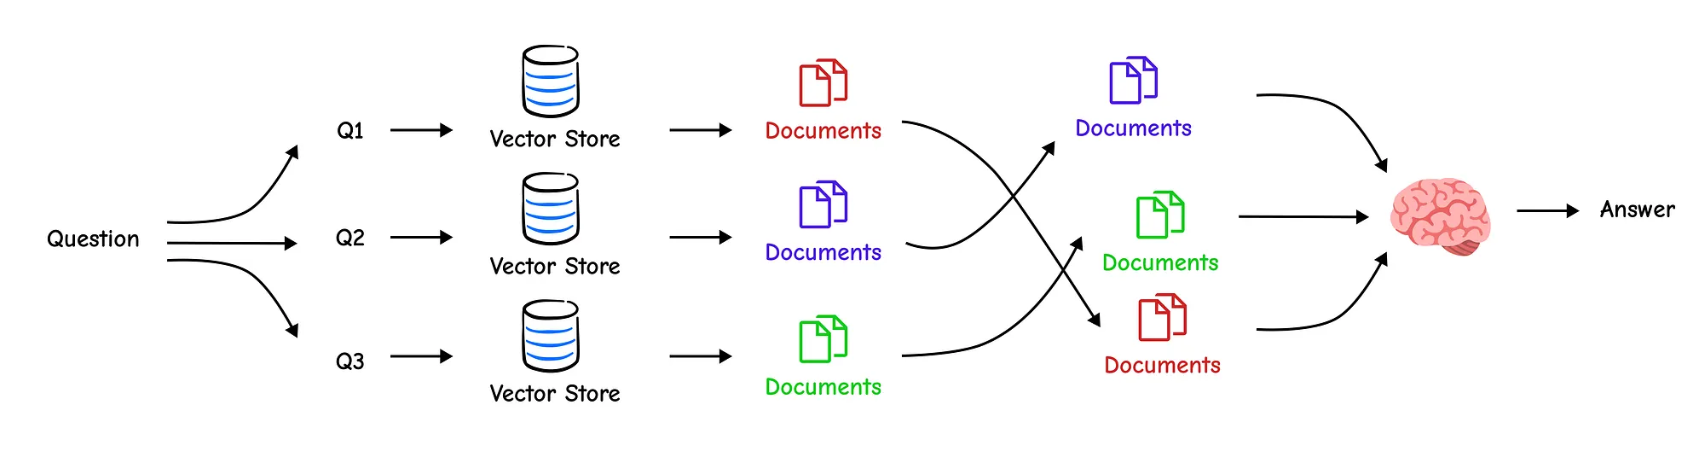 Question
Q1
Vector Store
Documents
Documents
Q2
Vector Store
Documents
Documents
Q3
Vector Store
Documents
Documents
Answer